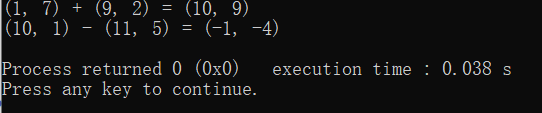 (1, 7) + (9, 2) = (10, 9)
(10, 1) - (11, 5) = (-1, -4)
Process returned 0 (0x0)   execution time : 0.038 s
Press any key to continue.